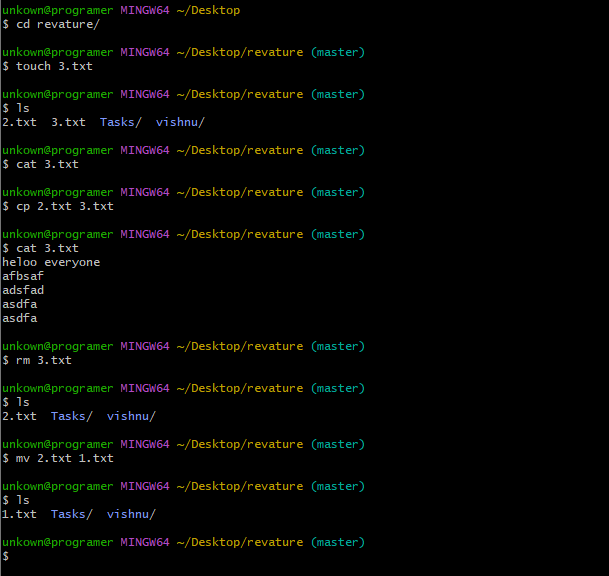 unkown@programer MINGW64 ~/Desktop
$ cd revature/
unkown@programer MINGW64 ~/Desktop/revature (master)
$ touch 3.txt
unkown@programer MINGW64 ~/Desktop/revature (master)
$ ls
2.txt  3.txt  Tasks/  vishnu/
unkown@programer MINGW64 ~/Desktop/revature (master)
$ cat 3.txt
unkown@programer MINGW64 ~/Desktop/revature (master)
$ cp 2.txt 3.txt
unkown@programer MINGW64 ~/Desktop/revature (master)
$ cat 3.txt
heloo everyone
afbsaf
adsfad
asdfa
asdfa
unkown@programer MINGW64 ~/Desktop/revature (master)
$ rm 3.txt
unkown@programer MINGW64 ~/Desktop/revature (master)
$ ls
2.txt  Tasks/  vishnu/
unkown@programer MINGW64 ~/Desktop/revature (master)
$ mv 2.txt 1.txt
unkown@programer MINGW64 ~/Desktop/revature (master)
$ ls
1.txt  Tasks/  vishnu/
unkown@programer MINGW64 ~/Desktop/revature (master)
$